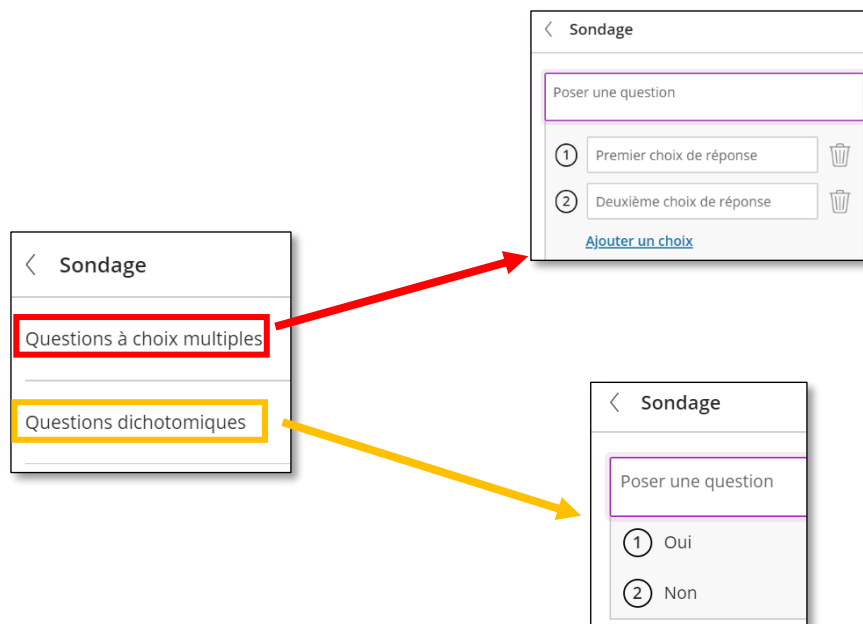 Sondage
Poser une question
1 Premier choix de réponse
2 Deuxième choix de réponse
Ajouter un choix
Sondage
Questions à choix multiples
Questions dichotomiques
Sondage
Poser une question
1 Oui
2 Non